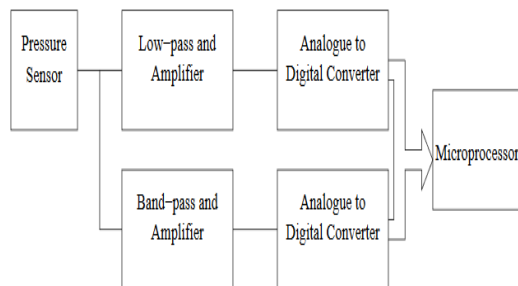 Pressure
Sensor
Low-pass and
Amplifier
Analogue to
Digital Converter
Microprocessor
Band-pass and
Amplifier
Analogue to
Digital Converter